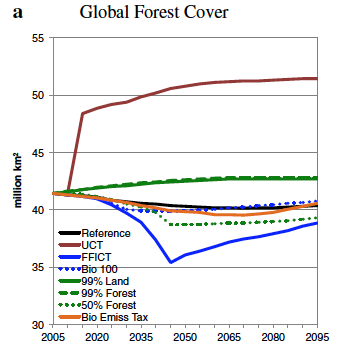 a
Global Forest Cover
million km²
55
50
45
40
35
30
Reference
UCT
FFICT
Bio 100
99% Land
99% Forest
50% Forest
Bio Emiss Tax
2005 2020 2035 2045 2065 2080 2095